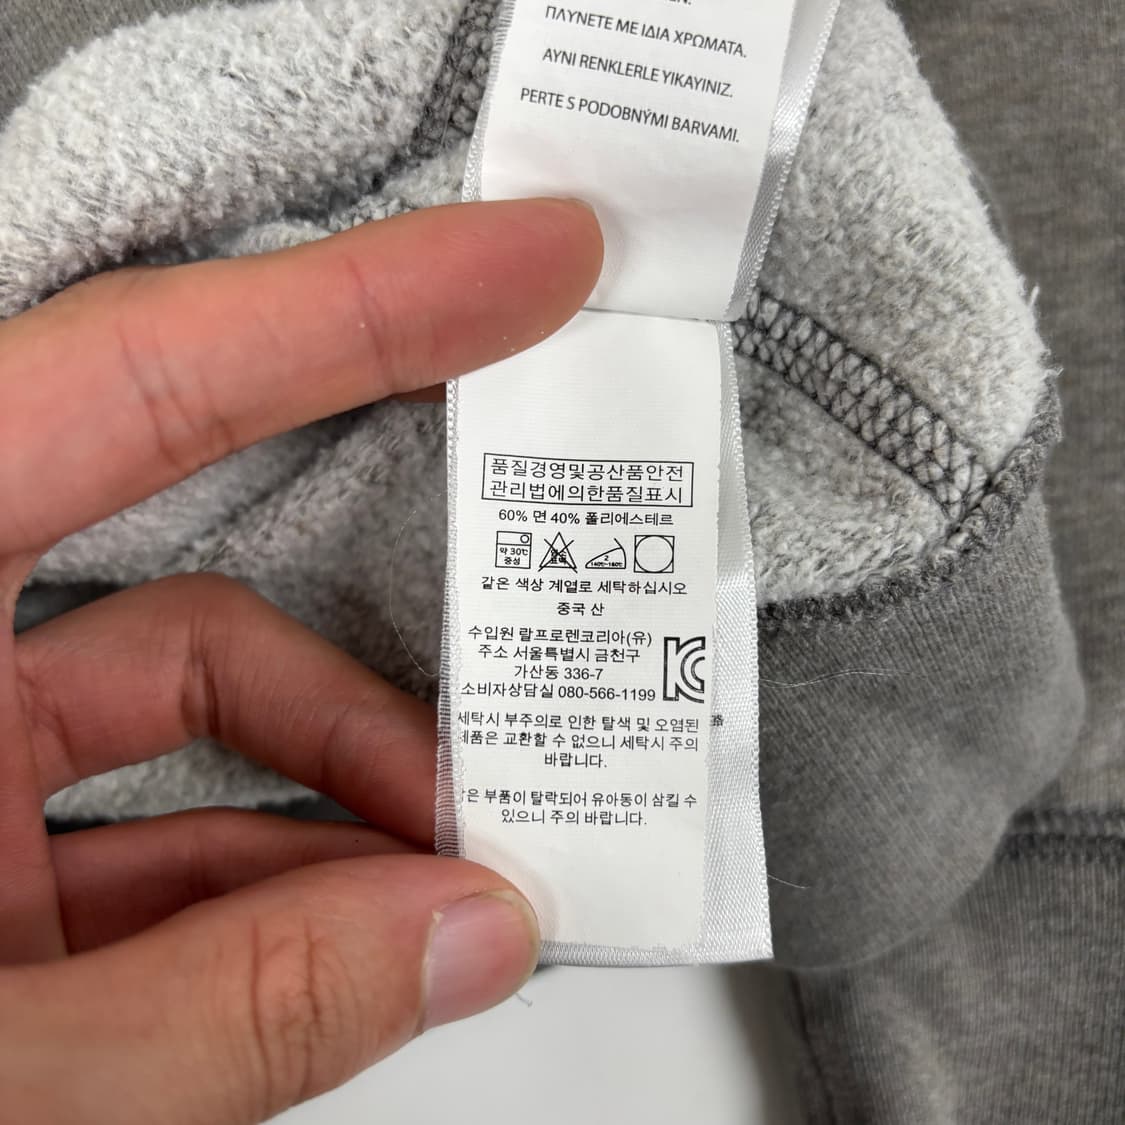 ΠΛΥΝΕΤΕ ΜΕ ΙΔΙΑ ΧΡΩΜΑΤΑ.
AYNI RENKLERLE YIKAYINIZ.
PERTE S PODOBNÝMI BARVAMI.
품질경영및공산품안전
관리법에의한품질표시
60% 면 40% 폴리에스테르
약 30℃
중성
2
140℃~160℃
같은 색상 계열로 세탁하십시오
중국 산
수입원 랄프로렌코리아(유)
주소 서울특별시 금천구
가산동 336-7
소비자상담실 080-566-1199
세탁시 부주의로 인한 탈색 및 오염된
제품은 교환할 수 없으니 세탁시 주의
바랍니다.
부품이 탈락되어 유아동이 삼킬 수
있으니 주의 바랍니다.